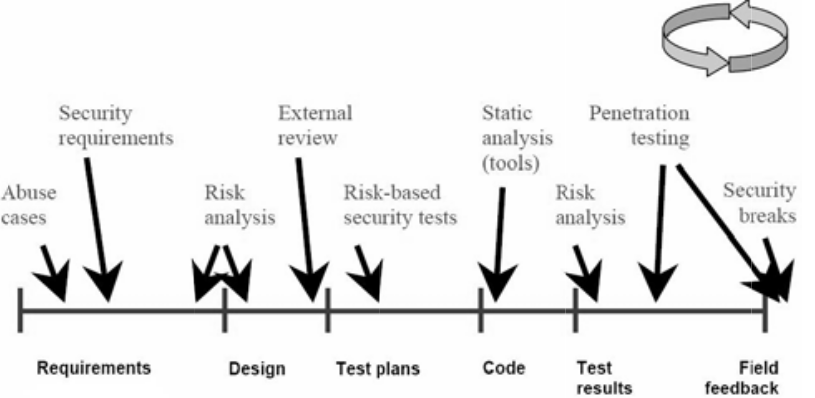 Security
requirements
External
review
Static
analysis
(tools)
Penetration
testing
Abuse
cases
Risk
analysis
Risk-based
security tests
Risk
analysis
Security
breaks
Requirements
Design
Test plans
Code
Test
results
Field
feedback